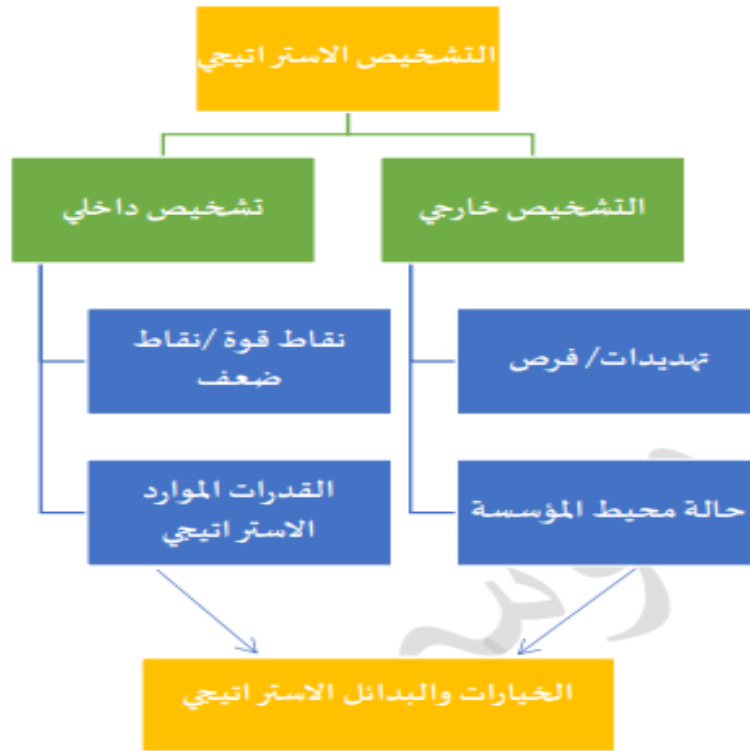 التشخيص الاستراتيجي
التشخيص خارجي
تشخيص داخلي
تهديدات/ فرص
نقاط قوة /نقاط
ضعف
حالة محيط المؤسسة
القدرات الموارد
الاستراتيجي
الخيارات والبدائل الاستراتيجي